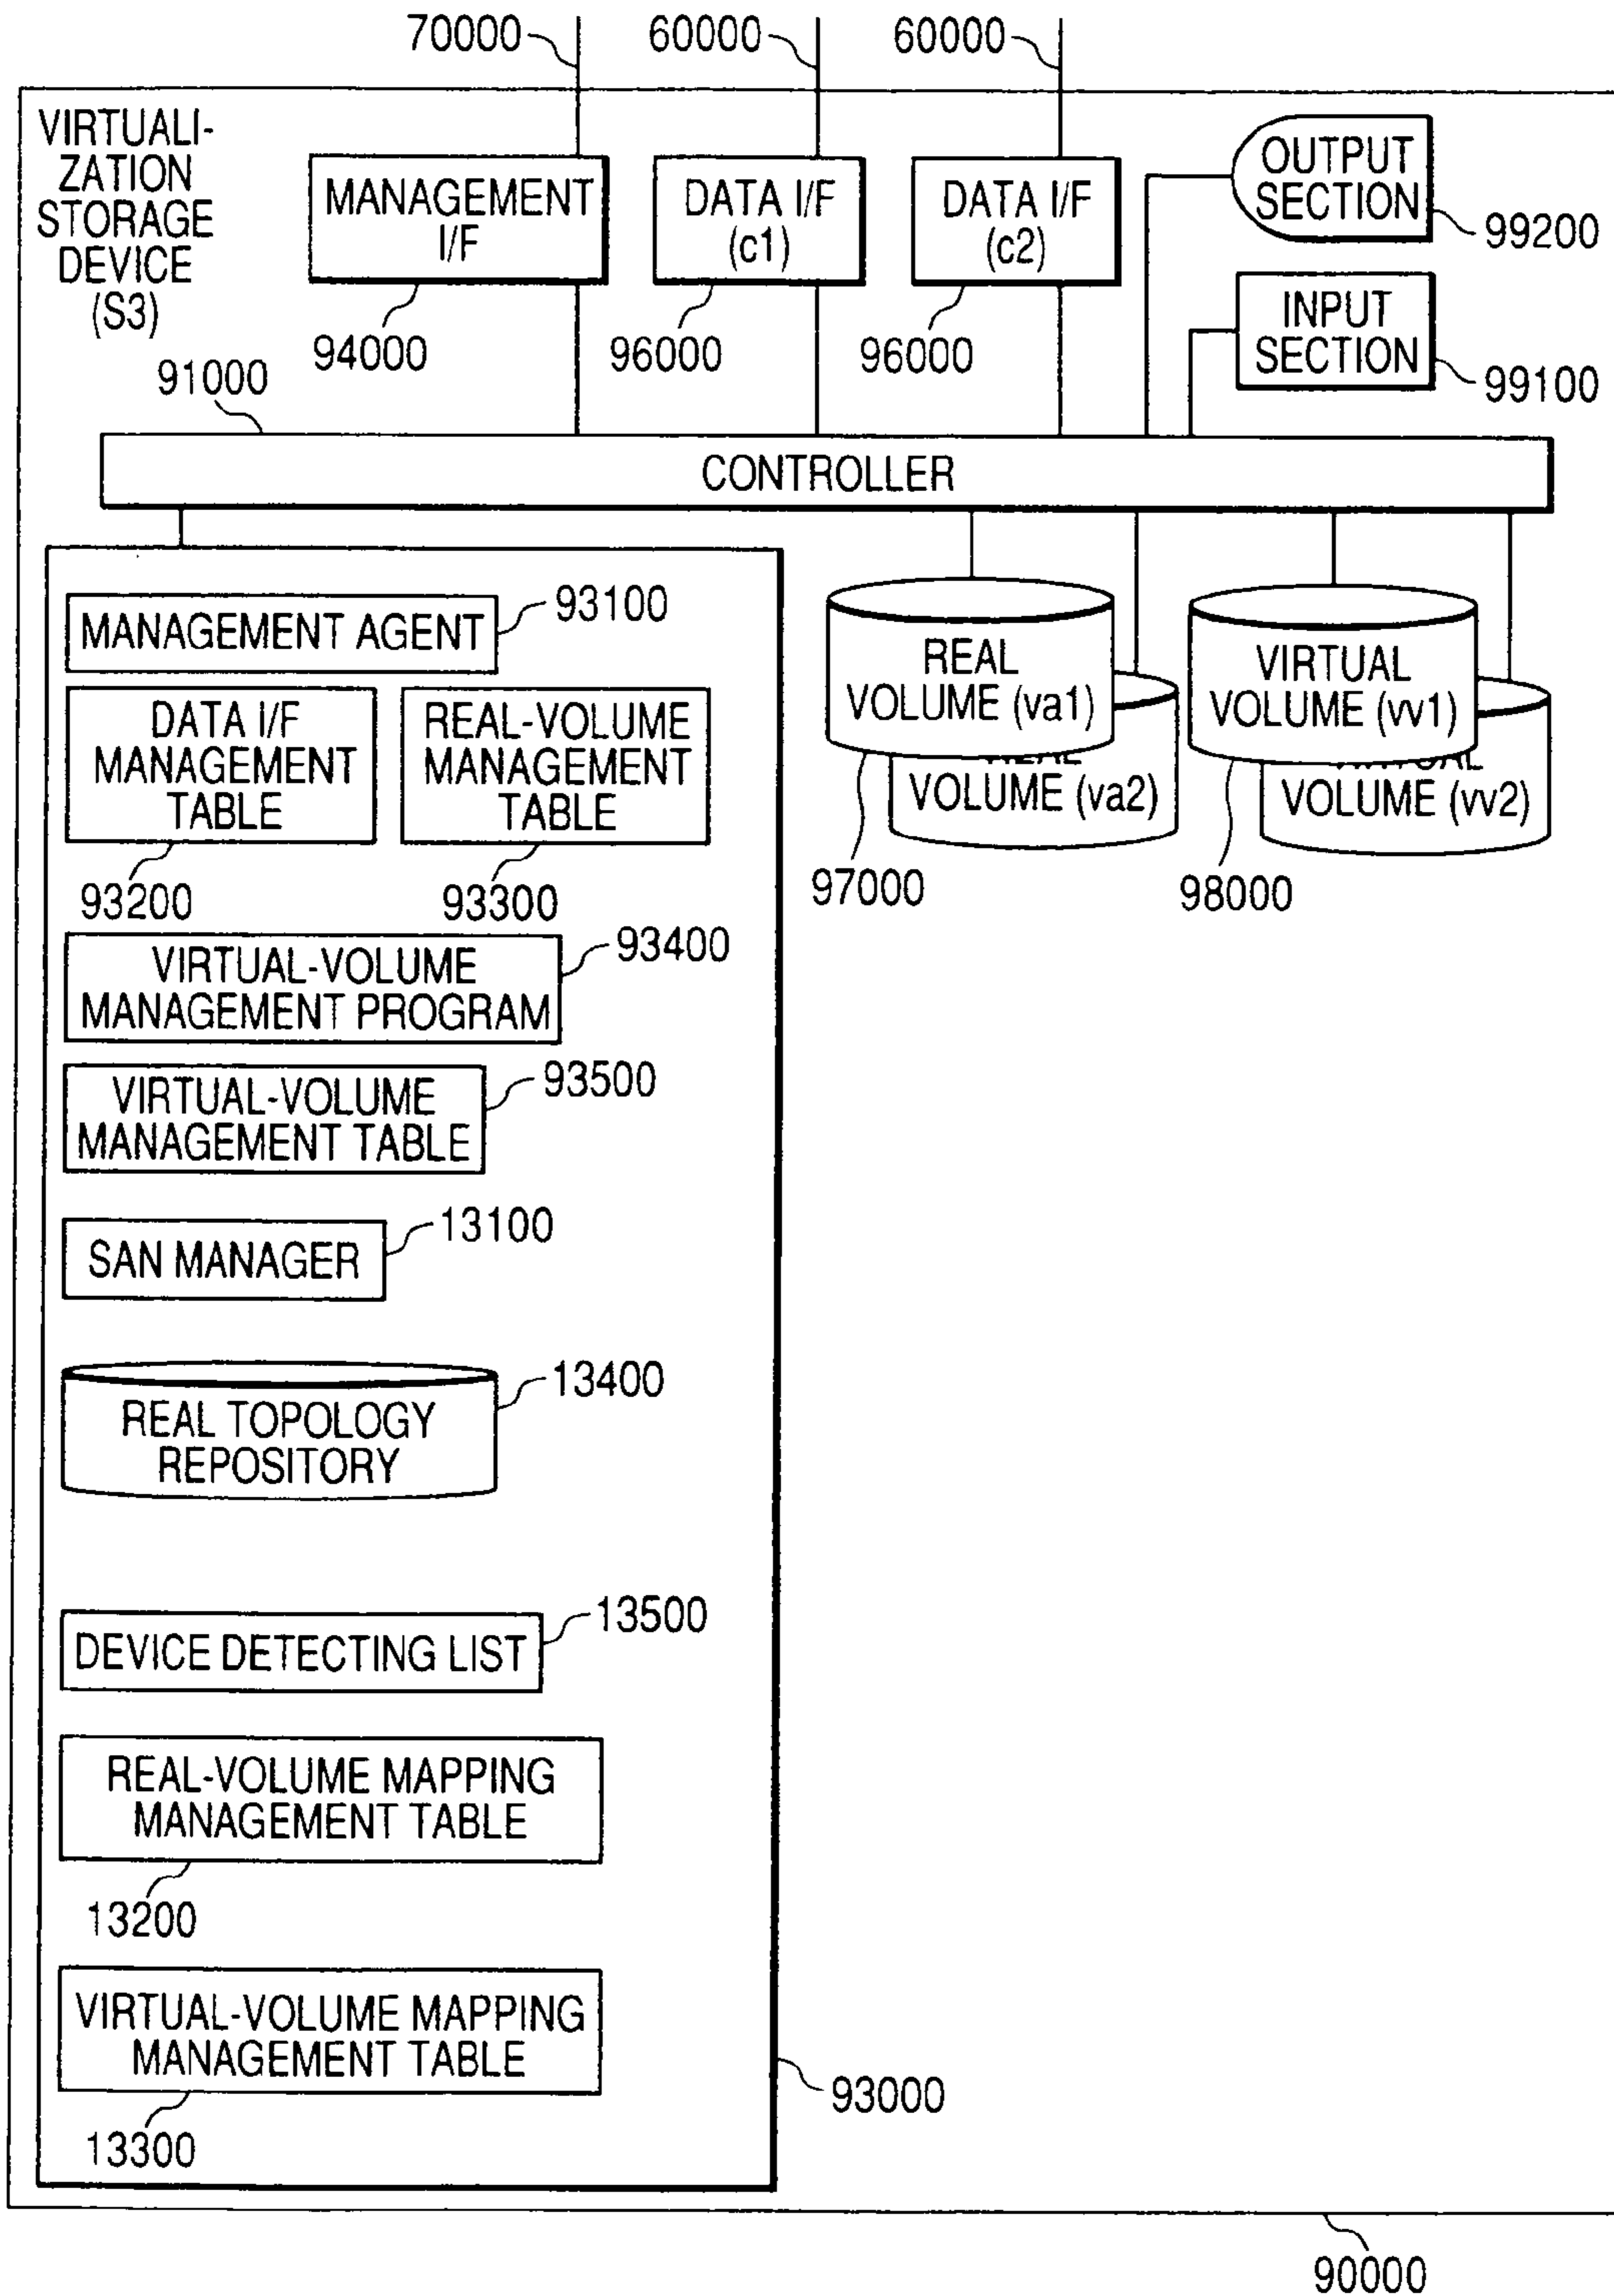 70000
60000
60000
VIRTUALI-
ZATION
STORAGE
DEVICE
(S3)
MANAGEMENT
I/F
DATA I/F
(c1)
DATA I/F
(c2)
OUTPUT
SECTION
99200
INPUT
SECTION
99100
94000
96000
96000
91000
CONTROLLER
MANAGEMENT AGENT
93100
DATA I/F
MANAGEMENT
TABLE
REAL-VOLUME
MANAGEMENT
TABLE
93200
93300
REAL
VOLUME (va1)
VOLUME (va2)
97000
VIRTUAL
VOLUME (vv1)
VOLUME (vv2)
98000
VIRTUAL-VOLUME
MANAGEMENT PROGRAM
93400
VIRTUAL-VOLUME
MANAGEMENT TABLE
93500
SAN MANAGER
13100
REAL TOPOLOGY
REPOSITORY
13400
DEVICE DETECTING LIST
13500
REAL-VOLUME MAPPING
MANAGEMENT TABLE
13200
VIRTUAL-VOLUME MAPPING
MANAGEMENT TABLE
13300
93000
90000